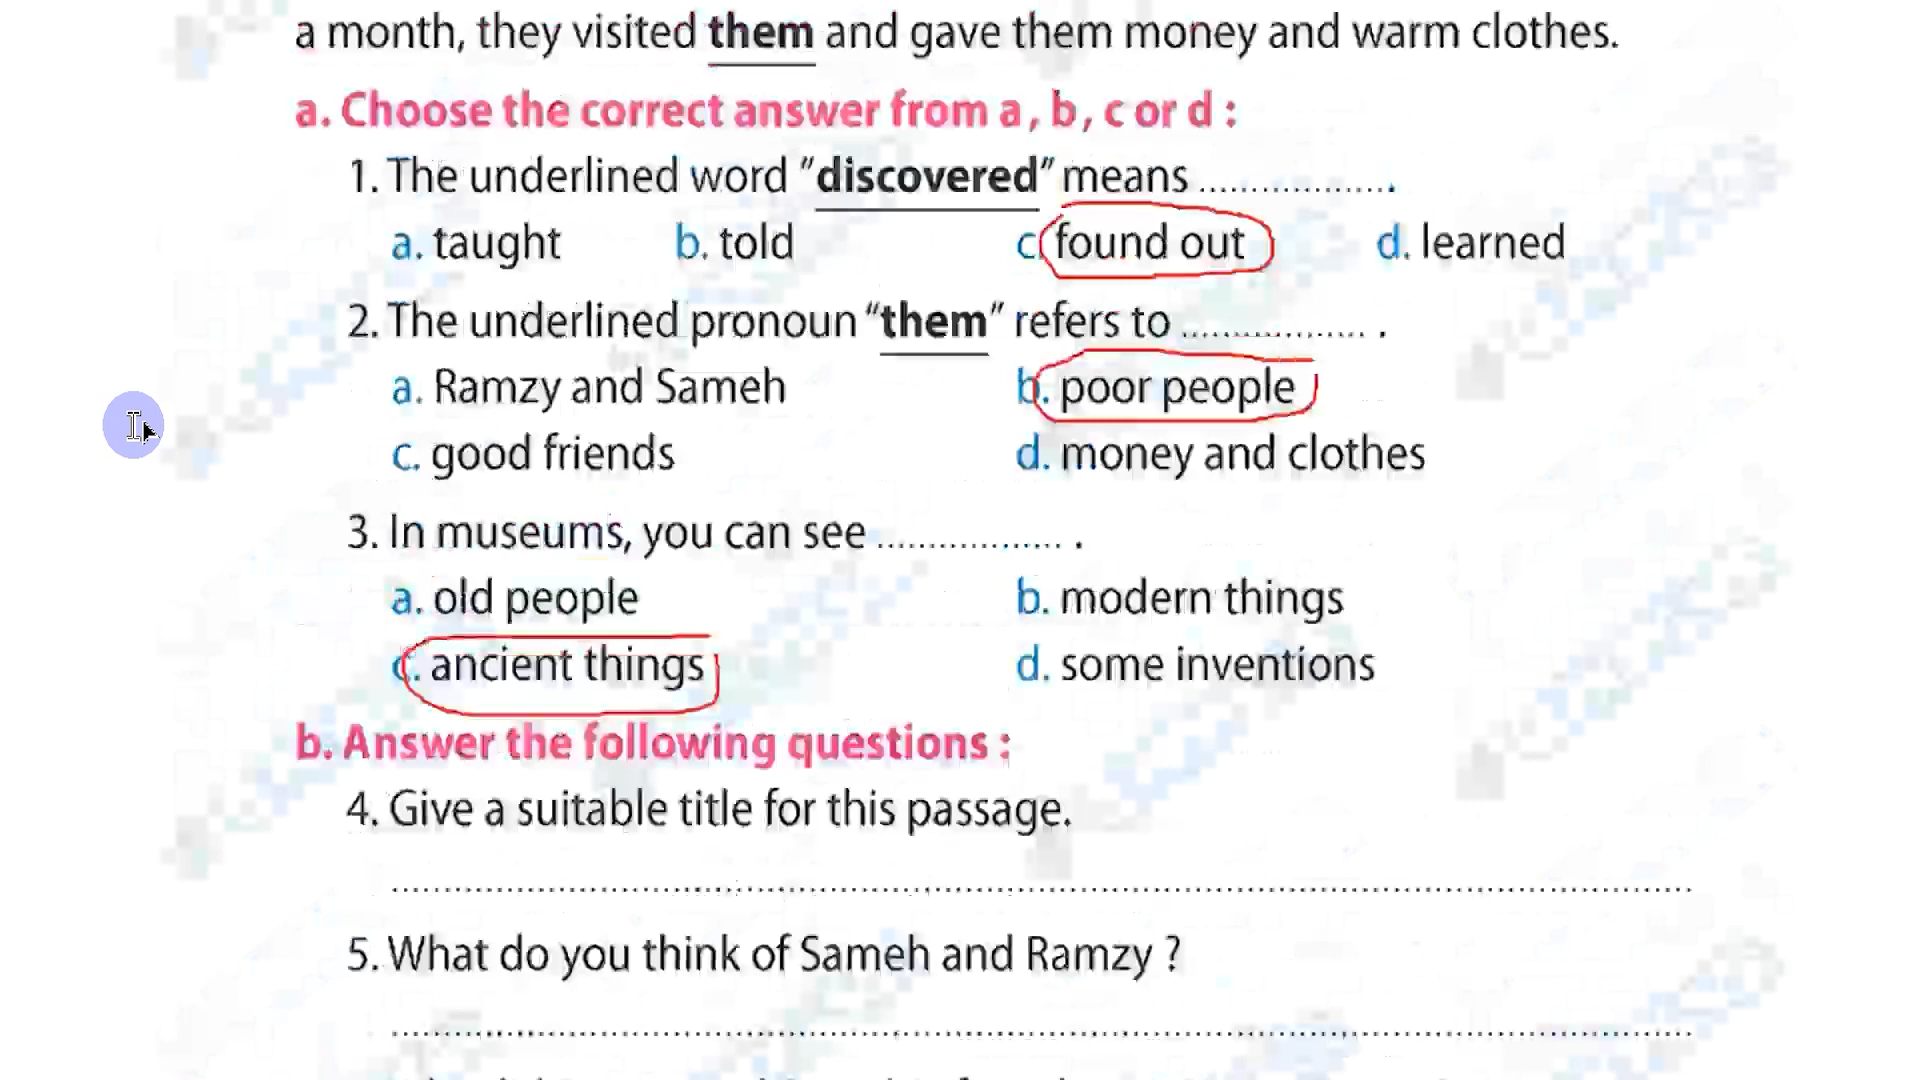 a month, they visited them and gave them money and warm clothes.
a. Choose the correct answer from a, b, c or d :
1. The underlined word "discovered" means ................... .
a. taught b. told c. found out d. learned
2. The underlined pronoun "them" refers to .................. .
a. Ramzy and Sameh b. poor people
c. good friends d. money and clothes
3. In museums, you can see .................. .
a. old people b. modern things
c. ancient things d. some inventions
b. Answer the following questions :
4. Give a suitable title for this passage.
5. What do you think of Sameh and Ramzy ?